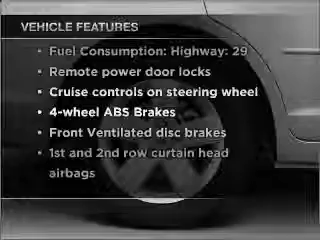 VEHICLE FEATURES
• Fuel Consumption: Highway: 29
• Remote power door locks
• Cruise controls on steering wheel
• 4-wheel ABS Brakes
• Front Ventilated disc brakes
• 1st and 2nd row curtain head
airbags